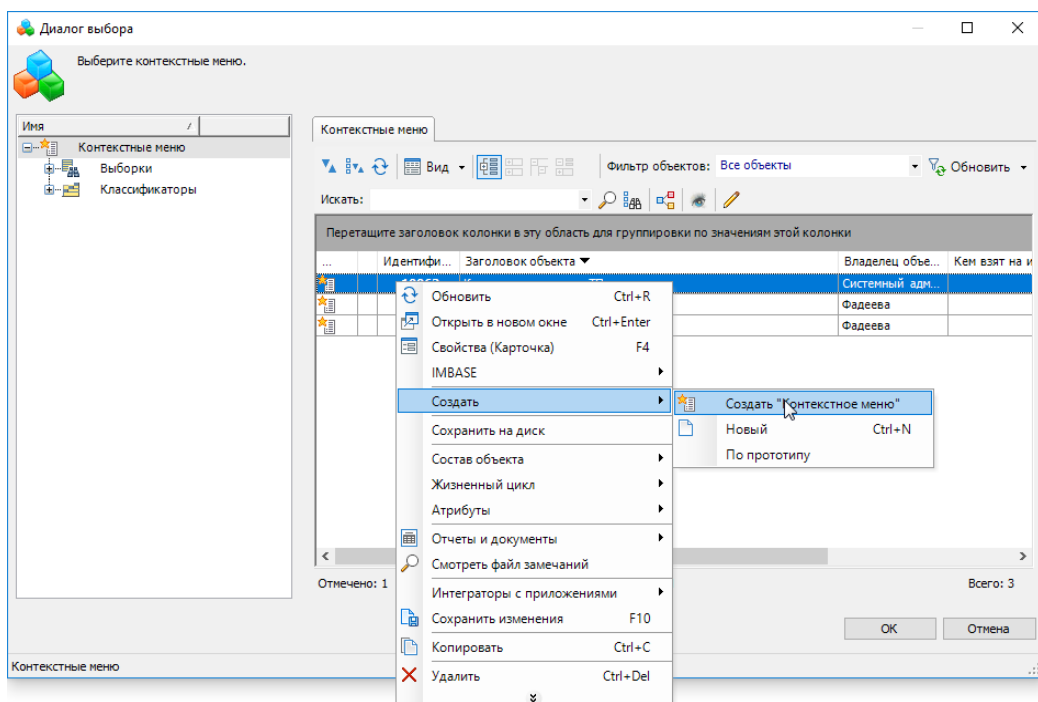 Диалог выбора
Выберите контекстные меню.
Имя
Контекстные меню
Выборки
Классификаторы
Контекстные меню
Вид
Фильтр объектов: Все объекты
Обновить
Искать:
Перетащите заголовок колонки в эту область для группировки по значениям этой колонки
... Идентифи... Заголовок объекта Владелец объе... Кем взят на и
Системный адм...
Фадеева
Фадеева
Обновить Ctrl+R
Открыть в новом окне Ctrl+Enter
Свойства (Карточка) F4
IMBASE
Создать
Создать "Контекстное меню"
Новый Ctrl+N
По прототипу
Сохранить на диск
Состав объекта
Жизненный цикл
Атрибуты
Отчеты и документы
Смотреть файл замечаний
Интеграторы с приложениями
Сохранить изменения F10
Копировать Ctrl+C
Удалить Ctrl+Del
Отмечено: 1
Всего: 3
OK
Отмена
Контекстные меню